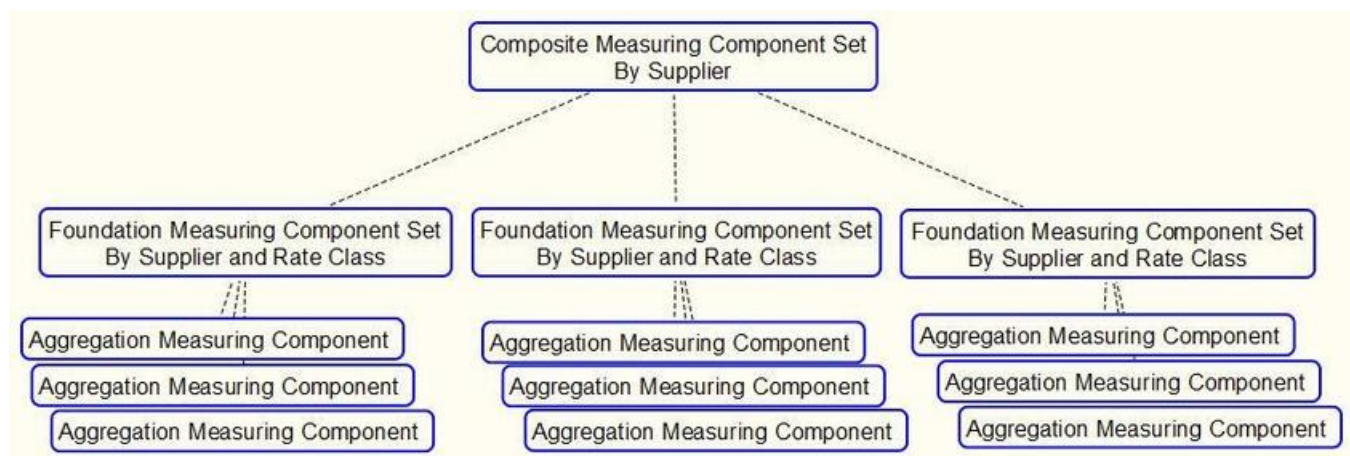 Composite Measuring Component Set
By Supplier
Foundation Measuring Component Set
By Supplier and Rate Class
Foundation Measuring Component Set
By Supplier and Rate Class
Foundation Measuring Component Set
By Supplier and Rate Class
Aggregation Measuring Component
Aggregation Measuring Component
Aggregation Measuring Component
Aggregation Measuring Component
Aggregation Measuring Component
Aggregation Measuring Component
Aggregation Measuring Component
Aggregation Measuring Component
Aggregation Measuring Component